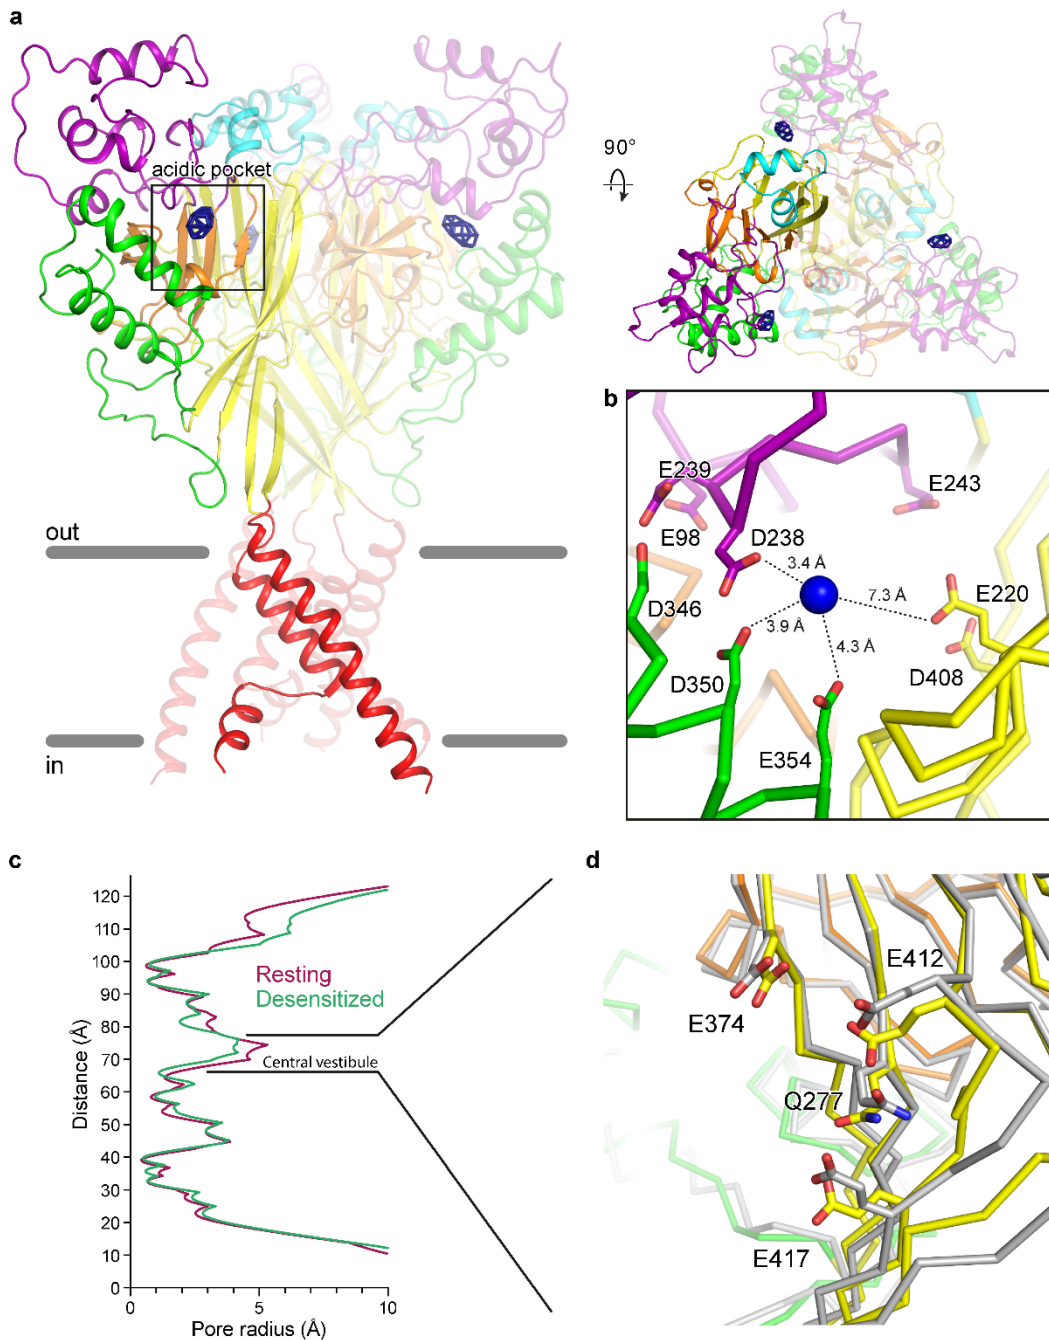 a
acidic pocket
out
in
90°
b
E239
E243
E98
D238
3.4 Å
7.3 Å
E220
D346
3.9 Å
4.3 Å
D408
D350
E354
c
120
100
90
80
70
60
50
40
30
20
10
0
Distance (Å)
Resting
Desensitized
Central vestibule
0
5
10
Pore radius (Å)
d
E412
E374
Q277
E417